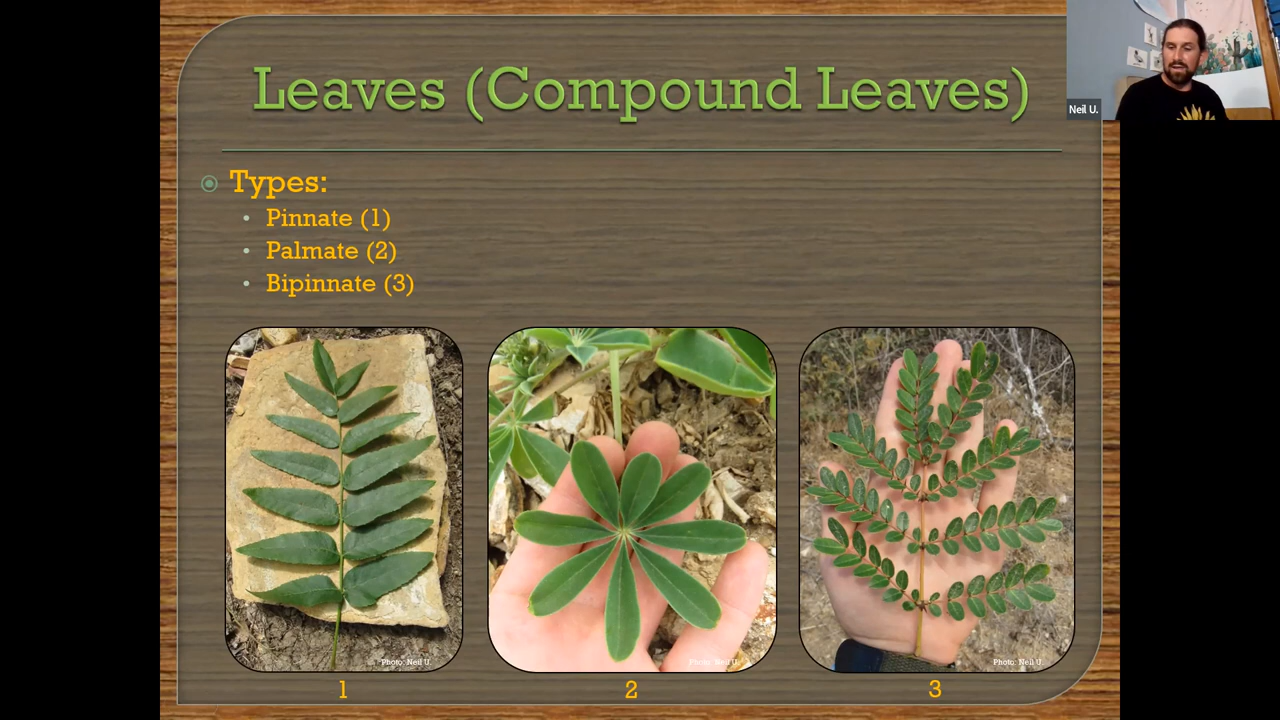 Leaves (Compound Leaves)
Neil U.
Types:
Pinnate (1)
Palmate (2)
Bipinnate (3)
Photo: Neil U.
Photo: Neil U.
Photo: Neil U.
1
2
3